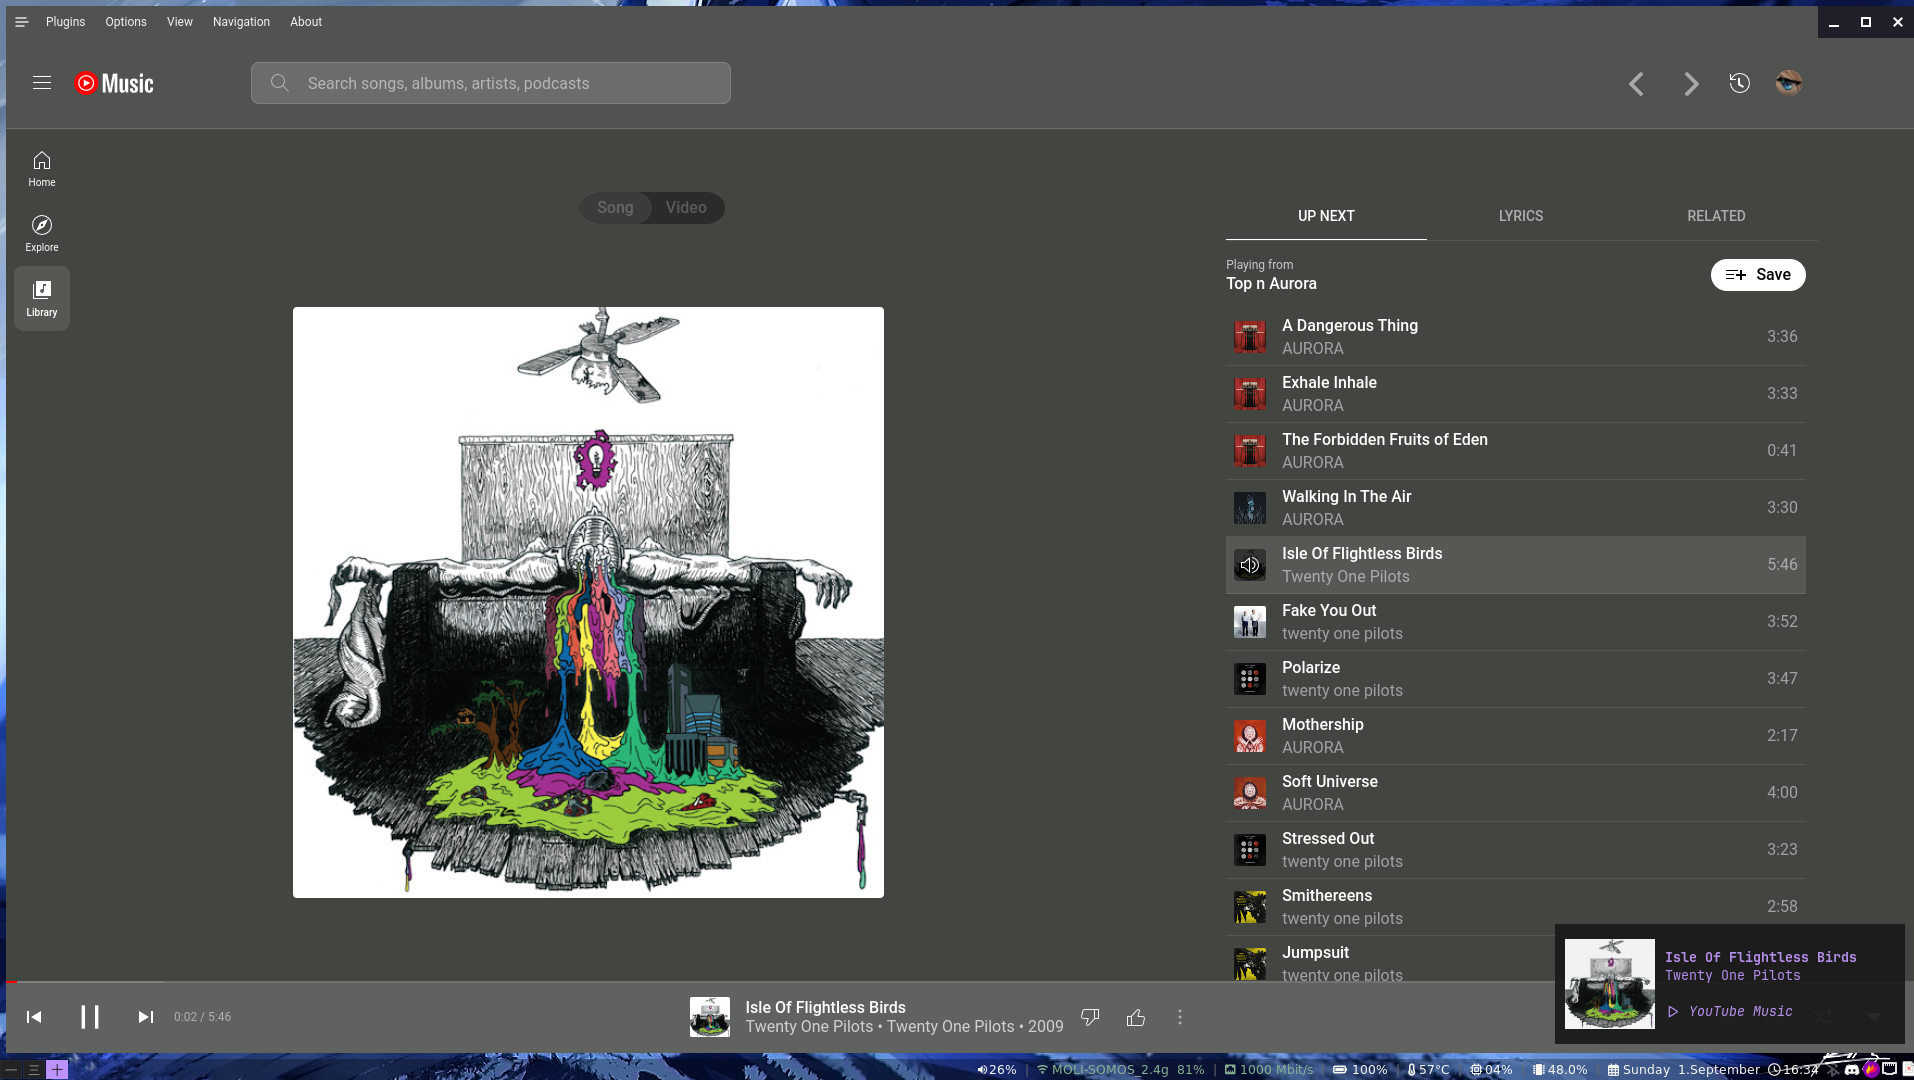 Plugins Options View Navigation About
Music
Search songs, albums, artists, podcasts
Home
Explore
Library
Song Video
UP NEXT LYRICS RELATED
Playing from
Top n Aurora
Save
A Dangerous Thing
AURORA
3:36
Exhale Inhale
AURORA
3:33
The Forbidden Fruits of Eden
AURORA
0:41
Walking In The Air
AURORA
3:30
Isle Of Flightless Birds
Twenty One Pilots
5:46
Fake You Out
twenty one pilots
3:52
Polarize
twenty one pilots
3:47
Mothership
AURORA
2:17
Soft Universe
AURORA
4:00
Stressed Out
twenty one pilots
3:23
Smithereens
twenty one pilots
2:58
Jumpsuit
twenty one pilots
Isle Of Flightless Birds
Twenty One Pilots
YouTube Music
0:02 / 5:46
Isle Of Flightless Birds
Twenty One Pilots • Twenty One Pilots • 2009
26% | MOLI-SOMOS_2.4g 81% | 1000 Mbit/s | 100% | 57°C | 04% | 48.0% | Sunday 1.September 16:34